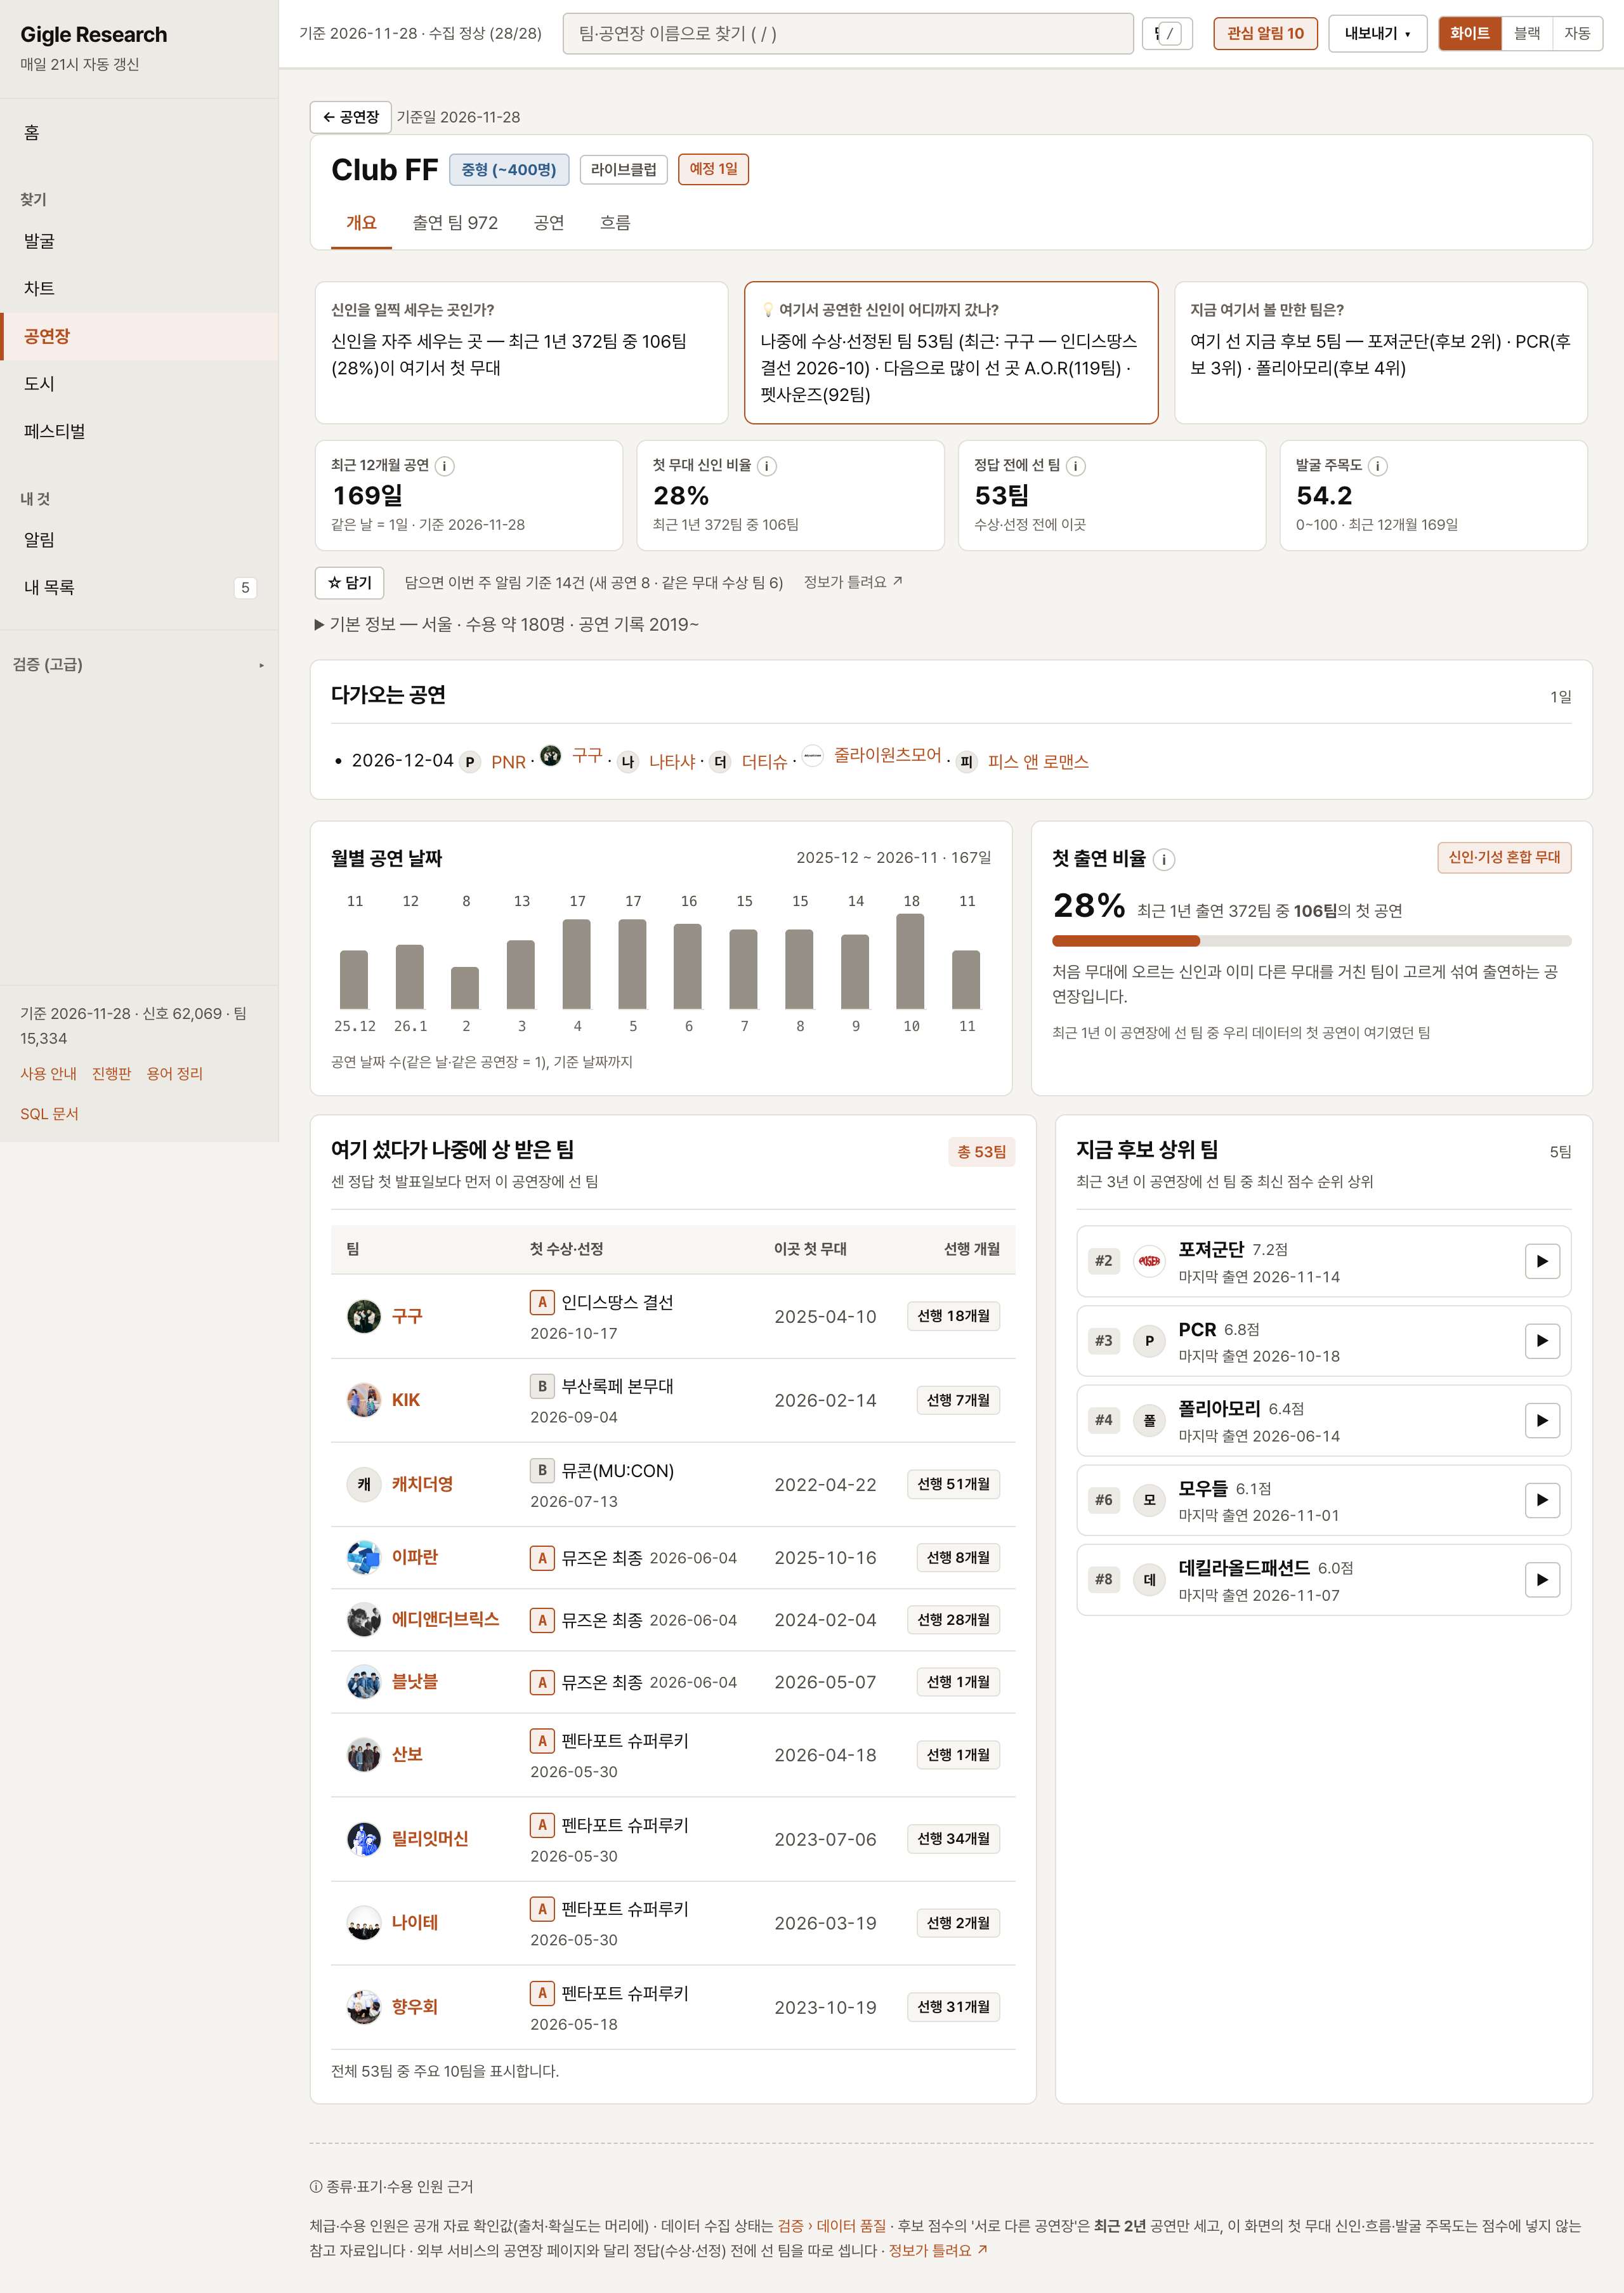 Gigle Research
매일 21시 자동 갱신
홈
찾기
발굴
차트
공연장
도시
페스티벌
내 것
알림
내 목록 5
검증 (고급) ▸
기준 2026-11-28 · 신호 62,069 · 팀
15,334
사용 안내 진행판 용어 정리
SQL 문서
기준 2026-11-28 · 수집 정상 (28/28)
팀·공연장 이름으로 찾기 ( / )
/
관심 알림 10
내보내기 ▾
화이트 블랙 자동
← 공연장 기준일 2026-11-28
Club FF 중형 (~400명) 라이브클럽 예정 1일
개요 출연 팀 972 공연 흐름
신인을 일찍 세우는 곳인가?
신인을 자주 세우는 곳 — 최근 1년 372팀 중 106팀
(28%)이 여기서 첫 무대
💡 여기서 공연한 신인이 어디까지 갔나?
나중에 수상·선정된 팀 53팀 (최근: 구구 — 인디스땅스
결선 2026-10) · 다음으로 많이 선 곳 A.O.R(119팀) ·
펫사운즈(92팀)
지금 여기서 볼 만한 팀은?
여기 선 지금 후보 5팀 — 포져군단(후보 2위) · PCR(후
보 3위) · 폴리아모리(후보 4위)
최근 12개월 공연 i
169일
같은 날 = 1일 · 기준 2026-11-28
첫 무대 신인 비율 i
28%
최근 1년 372팀 중 106팀
정답 전에 선 팀 i
53팀
수상·선정 전에 이곳
발굴 주목도 i
54.2
0~100 · 최근 12개월 169일
☆ 담기 담으면 이번 주 알림 기준 14건 (새 공연 8 · 같은 무대 수상 팀 6) 정보가 틀려요 ↗
▶ 기본 정보 — 서울 · 수용 약 180명 · 공연 기록 2019~
다가오는 공연 1일
• 2026-12-04 P PNR · 구구 · 나 나타샤 · 더 더티슈 · 줄라이원츠모어 · 피 피스 앤 로맨스
월별 공연 날짜 2025-12 ~ 2026-11 · 167일
11 12 8 13 17 17 16 15 15 14 18 11
25.12 26.1 2 3 4 5 6 7 8 9 10 11
공연 날짜 수(같은 날·같은 공연장 = 1), 기준 날짜까지
첫 출연 비율 i 신인·기성 혼합 무대
28% 최근 1년 출연 372팀 중 106팀의 첫 공연
처음 무대에 오르는 신인과 이미 다른 무대를 거친 팀이 고르게 섞여 출연하는 공
연장입니다.
최근 1년 이 공연장에 선 팀 중 우리 데이터의 첫 공연이 여기였던 팀
여기 섰다가 나중에 상 받은 팀 총 53팀
센 정답 첫 발표일보다 먼저 이 공연장에 선 팀
팀 첫 수상·선정 이곳 첫 무대 선행 개월
구구 A 인디스땅스 결선 2025-04-10 선행 18개월
2026-10-17
KIK B 부산록페 본무대 2026-02-14 선행 7개월
2026-09-04
캐 캐치더영 B 뮤콘(MU:CON) 2022-04-22 선행 51개월
2026-07-13
이파란 A 뮤즈온 최종 2026-06-04 2025-10-16 선행 8개월
에디앤더브릭스 A 뮤즈온 최종 2026-06-04 2024-02-04 선행 28개월
블낫블 A 뮤즈온 최종 2026-06-04 2026-05-07 선행 1개월
산보 A 펜타포트 슈퍼루키 2026-04-18 선행 1개월
2026-05-30
릴리잇머신 A 펜타포트 슈퍼루키 2023-07-06 선행 34개월
2026-05-30
나이테 A 펜타포트 슈퍼루키 2026-03-19 선행 2개월
2026-05-30
향우회 A 펜타포트 슈퍼루키 2023-10-19 선행 31개월
2026-05-18
전체 53팀 중 주요 10팀을 표시합니다.
지금 후보 상위 팀 5팀
최근 3년 이 공연장에 선 팀 중 최신 점수 순위 상위
#2 포져군단 7.2점
마지막 출연 2026-11-14
▶
#3 P PCR 6.8점
마지막 출연 2026-10-18
▶
#4 폴 폴리아모리 6.4점
마지막 출연 2026-06-14
▶
#6 모 모우들 6.1점
마지막 출연 2026-11-01
▶
#8 데 데킬라올드패션드 6.0점
마지막 출연 2026-11-07
▶
ⓘ 종류·표기·수용 인원 근거
체급·수용 인원은 공개 자료 확인값(출처·확실도는 머리에) · 데이터 수집 상태는 검증 › 데이터 품질 · 후보 점수의 '서로 다른 공연장'은 최근 2년 공연만 세고, 이 화면의 첫 무대 신인·흐름·발굴 주목도는 점수에 넣지 않는
참고 자료입니다 · 외부 서비스의 공연장 페이지와 달리 정답(수상·선정) 전에 선 팀을 따로 셉니다 · 정보가 틀려요 ↗